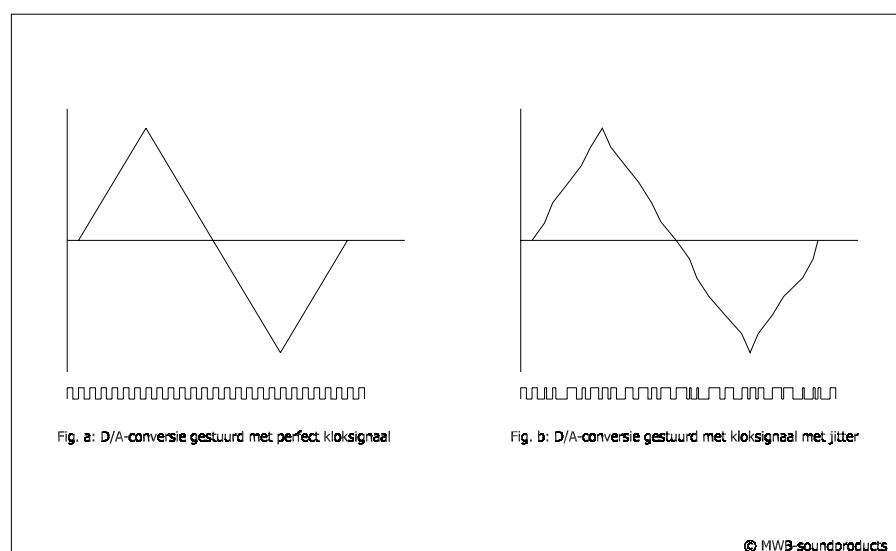 Fig. a: D/A-conversie gestuurd met perfect kloksignaal
Fig. b: D/A-conversie gestuurd met kloksignaal met jitter
© MWB-soundproducts